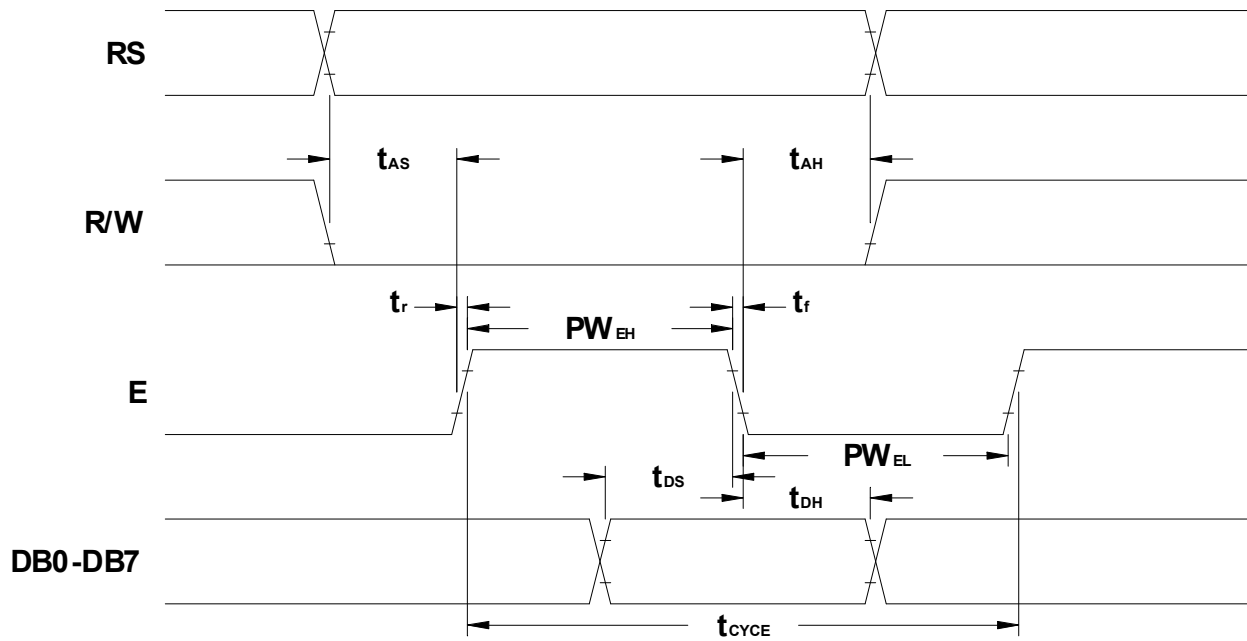 RS
tAS
tAH
R/W
tr
PWEH
tf
E
PWEL
tDS
tDH
DB0-DB7
tCYCE